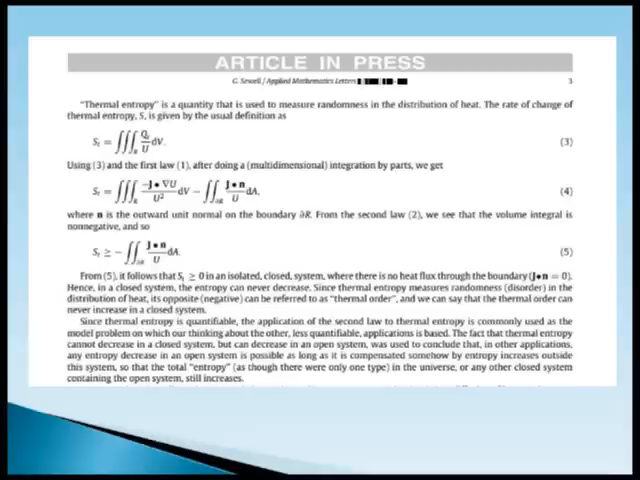 ARTICLE IN PRESS
G. Sewell / Applied Mathematics Letters
3
"Thermal entropy" is a quantity that is used to measure randomness in the distribution of heat. The rate of change of
thermal entropy, S, is given by the usual definition as
S_t = ∭_R Q_t/U dV. (3)
Using (3) and the first law (1), after doing a (multidimensional) integration by parts, we get
S_t = ∭_R −J • ∇U/U² dV − ∬_∂R J • n/U dA, (4)
where n is the outward unit normal on the boundary ∂R. From the second law (2), we see that the volume integral is
nonnegative, and so
S_t ≥ − ∬_∂R J • n/U dA. (5)
From (5), it follows that S_t ≥ 0 in an isolated, closed, system, where there is no heat flux through the boundary (J•n = 0).
Hence, in a closed system, the entropy can never decrease. Since thermal entropy measures randomness (disorder) in the
distribution of heat, its opposite (negative) can be referred to as "thermal order", and we can say that the thermal order can
never increase in a closed system.
Since thermal entropy is quantifiable, the application of the second law to thermal entropy is commonly used as the
model problem on which our thinking about the other, less quantifiable, applications is based. The fact that thermal entropy
cannot decrease in a closed system, but can decrease in an open system, was used to conclude that, in other applications,
any entropy decrease in an open system is possible as long as it is compensated somehow by entropy increases outside
this system, so that the total "entropy" (as though there were only one type) in the universe, or any other closed system
containing the open system, still increases.